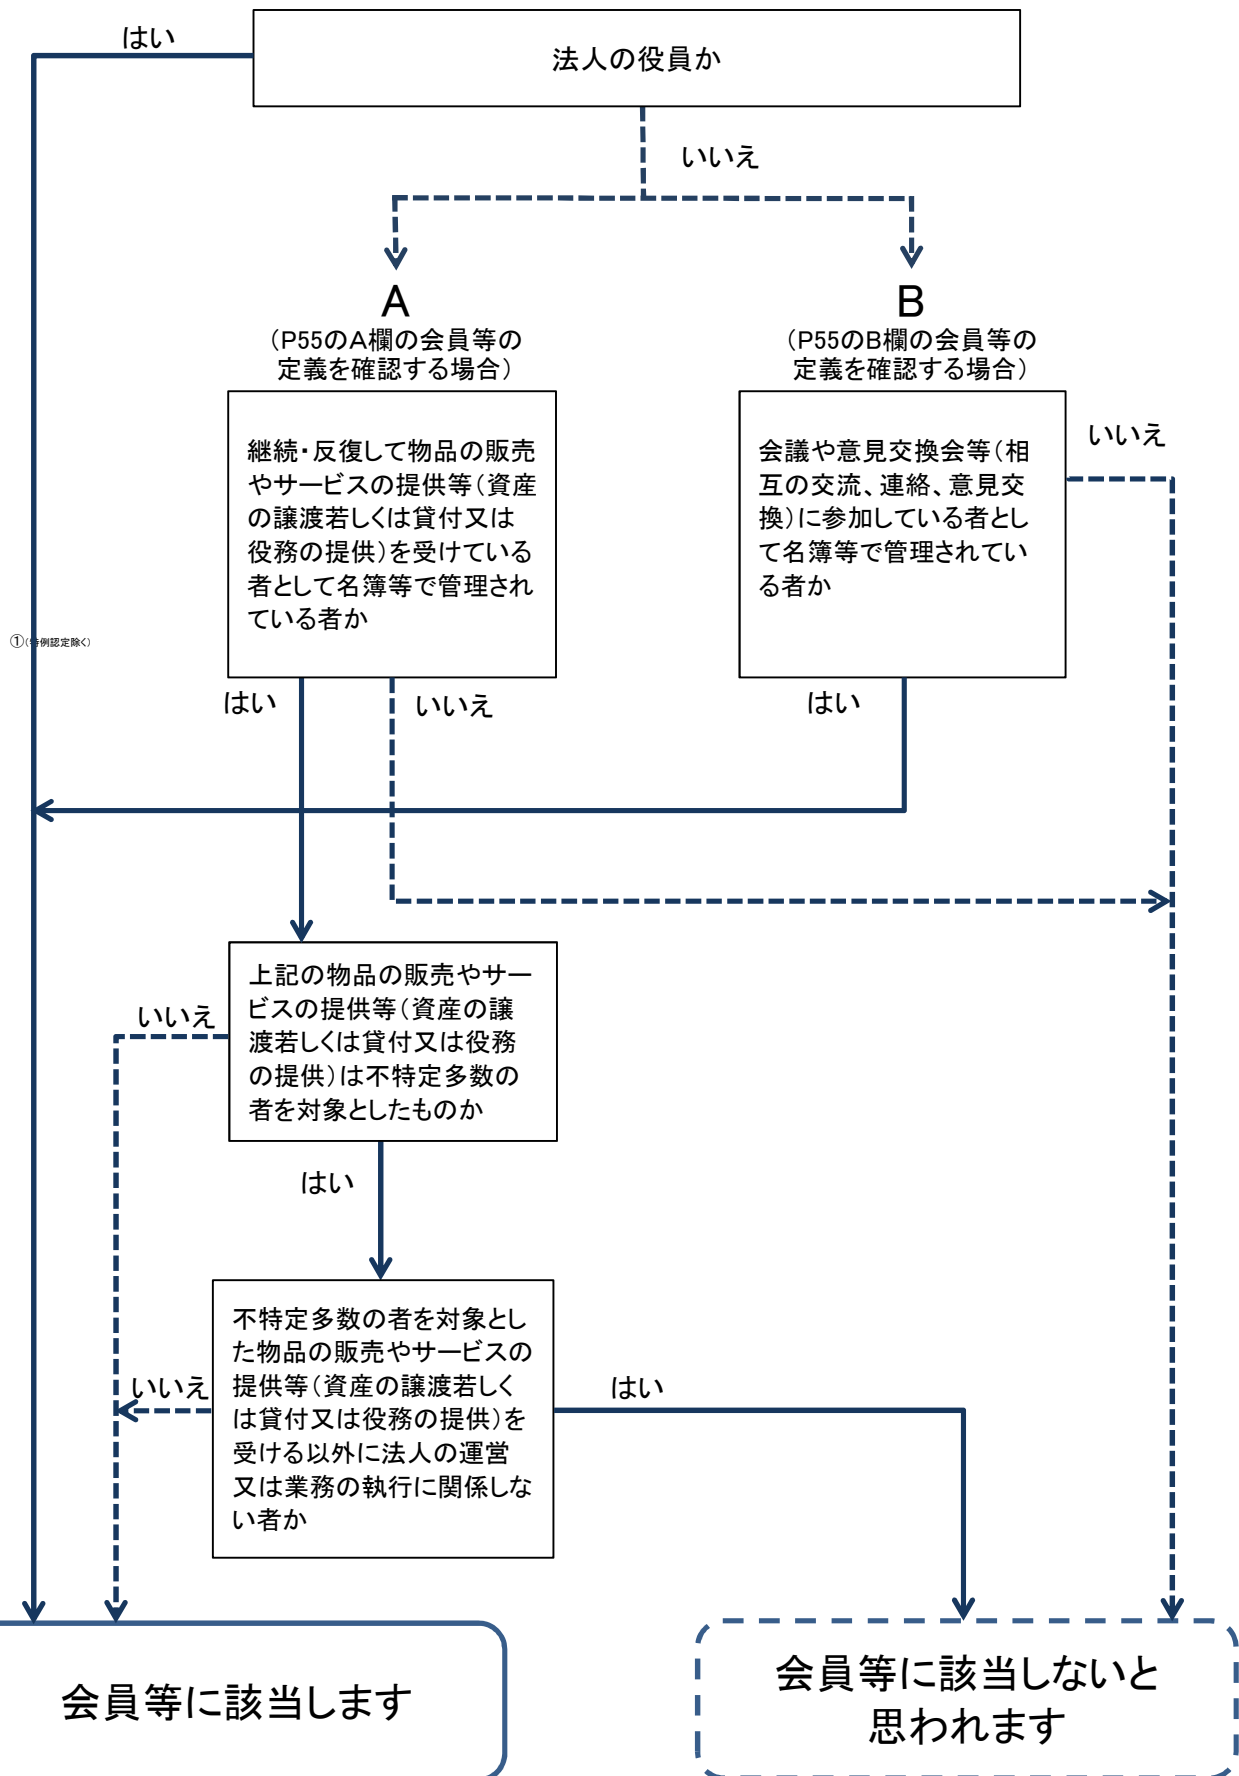 はい
法人の役員か
いいえ
A
（P55のA欄の会員等の
定義を確認する場合）
B
（P55のB欄の会員等の
定義を確認する場合）
継続・反復して物品の販売
やサービスの提供等（資産
の譲渡若しくは貸付又は
役務の提供）を受けている
者として名簿等で管理され
ている者か
会議や意見交換会等（相
互の交流、連絡、意見交
換）に参加している者とし
て名簿等で管理されてい
る者か
いいえ
①（特例認定除く）
はい
いいえ
はい
上記の物品の販売やサー
ビスの提供等（資産の譲
渡若しくは貸付又は役務
の提供）は不特定多数の
者を対象としたものか
いいえ
はい
不特定多数の者を対象とし
た物品の販売やサービスの
提供等（資産の譲渡若しく
は貸付又は役務の提供）を
受ける以外に法人の運営
又は業務の執行に関係しな
い者か
いいえ
はい
会員等に該当します
会員等に該当しないと
思われます